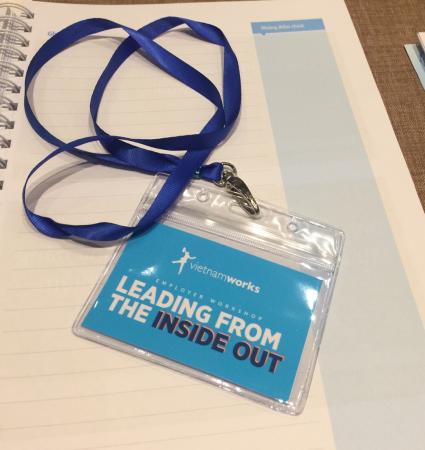 vietnamworks
EMPLOYER WORKSHOP
LEADING FROM
THE INSIDE OUT